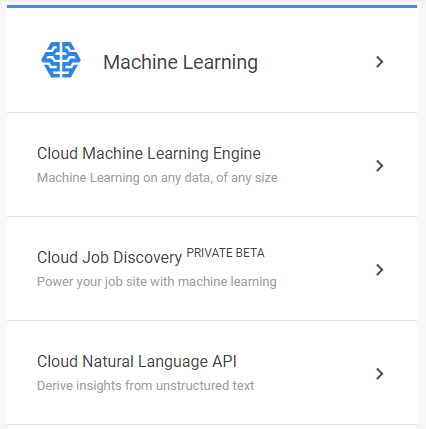 Machine Learning
Cloud Machine Learning Engine
Machine Learning on any data, of any size
Cloud Job Discovery PRIVATE BETA
Power your job site with machine learning
Cloud Natural Language API
Derive insights from unstructured text